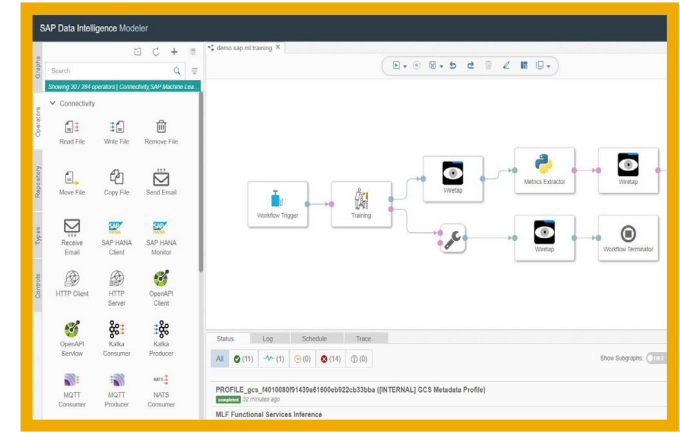 SAP Data Intelligence Modeler
Graphs
Operators
Repository
Types
Controls
Search
Showing 30 / 394 operators | Connectivity, SAP Machine Lea...
Connectivity
Read File
Write File
Remove File
Move File
Copy File
Send Email
Receive Email
SAP HANA Client
SAP HANA Monitor
HTTP Client
HTTP Server
OpenAPI Client
OpenAPI Servlow
Kafka Consumer
Kafka Producer
MQTT Consumer
MQTT Producer
NATS Consumer
demo sap.ml training X
Workflow Trigger
Training
Wiretap
Metrics Extractor
Wiretap
Wiretap
Workflow Terminator
Status
Log
Schedule
Trace
All
(11)
(1)
(0)
(14)
(0)
Show Subgraphs:
PROFILE_gcs_f4010080f91439a61600eb922cb33bba ([INTERNAL] GCS Metadata Profile)
completed 32 minutes ago
MLF Functional Services Inference